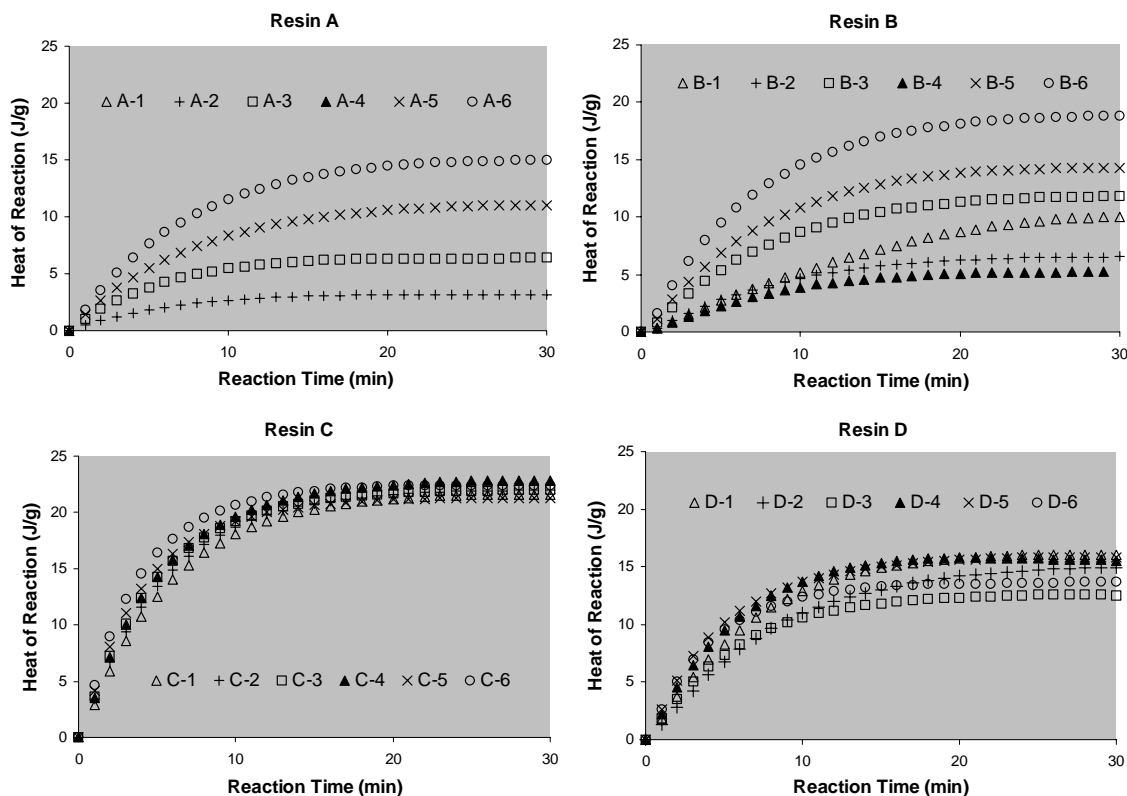 Resin A
25
20
15
10
5
0
0 10 20 30
Heat of Reaction (J/g)
Reaction Time (min)
A-1 A-2 A-3 A-4 A-5 A-6
Resin B
25
20
15
10
5
0
0 10 20 30
Heat of Reaction (J/g)
Reaction Time (min)
B-1 B-2 B-3 B-4 B-5 B-6
Resin C
25
20
15
10
5
0
0 10 20 30
Heat of Reaction (J/g)
Reaction Time (min)
C-1 C-2 C-3 C-4 C-5 C-6
Resin D
25
20
15
10
5
0
0 10 20 30
Heat of Reaction (J/g)
Reaction Time (min)
D-1 D-2 D-3 D-4 D-5 D-6